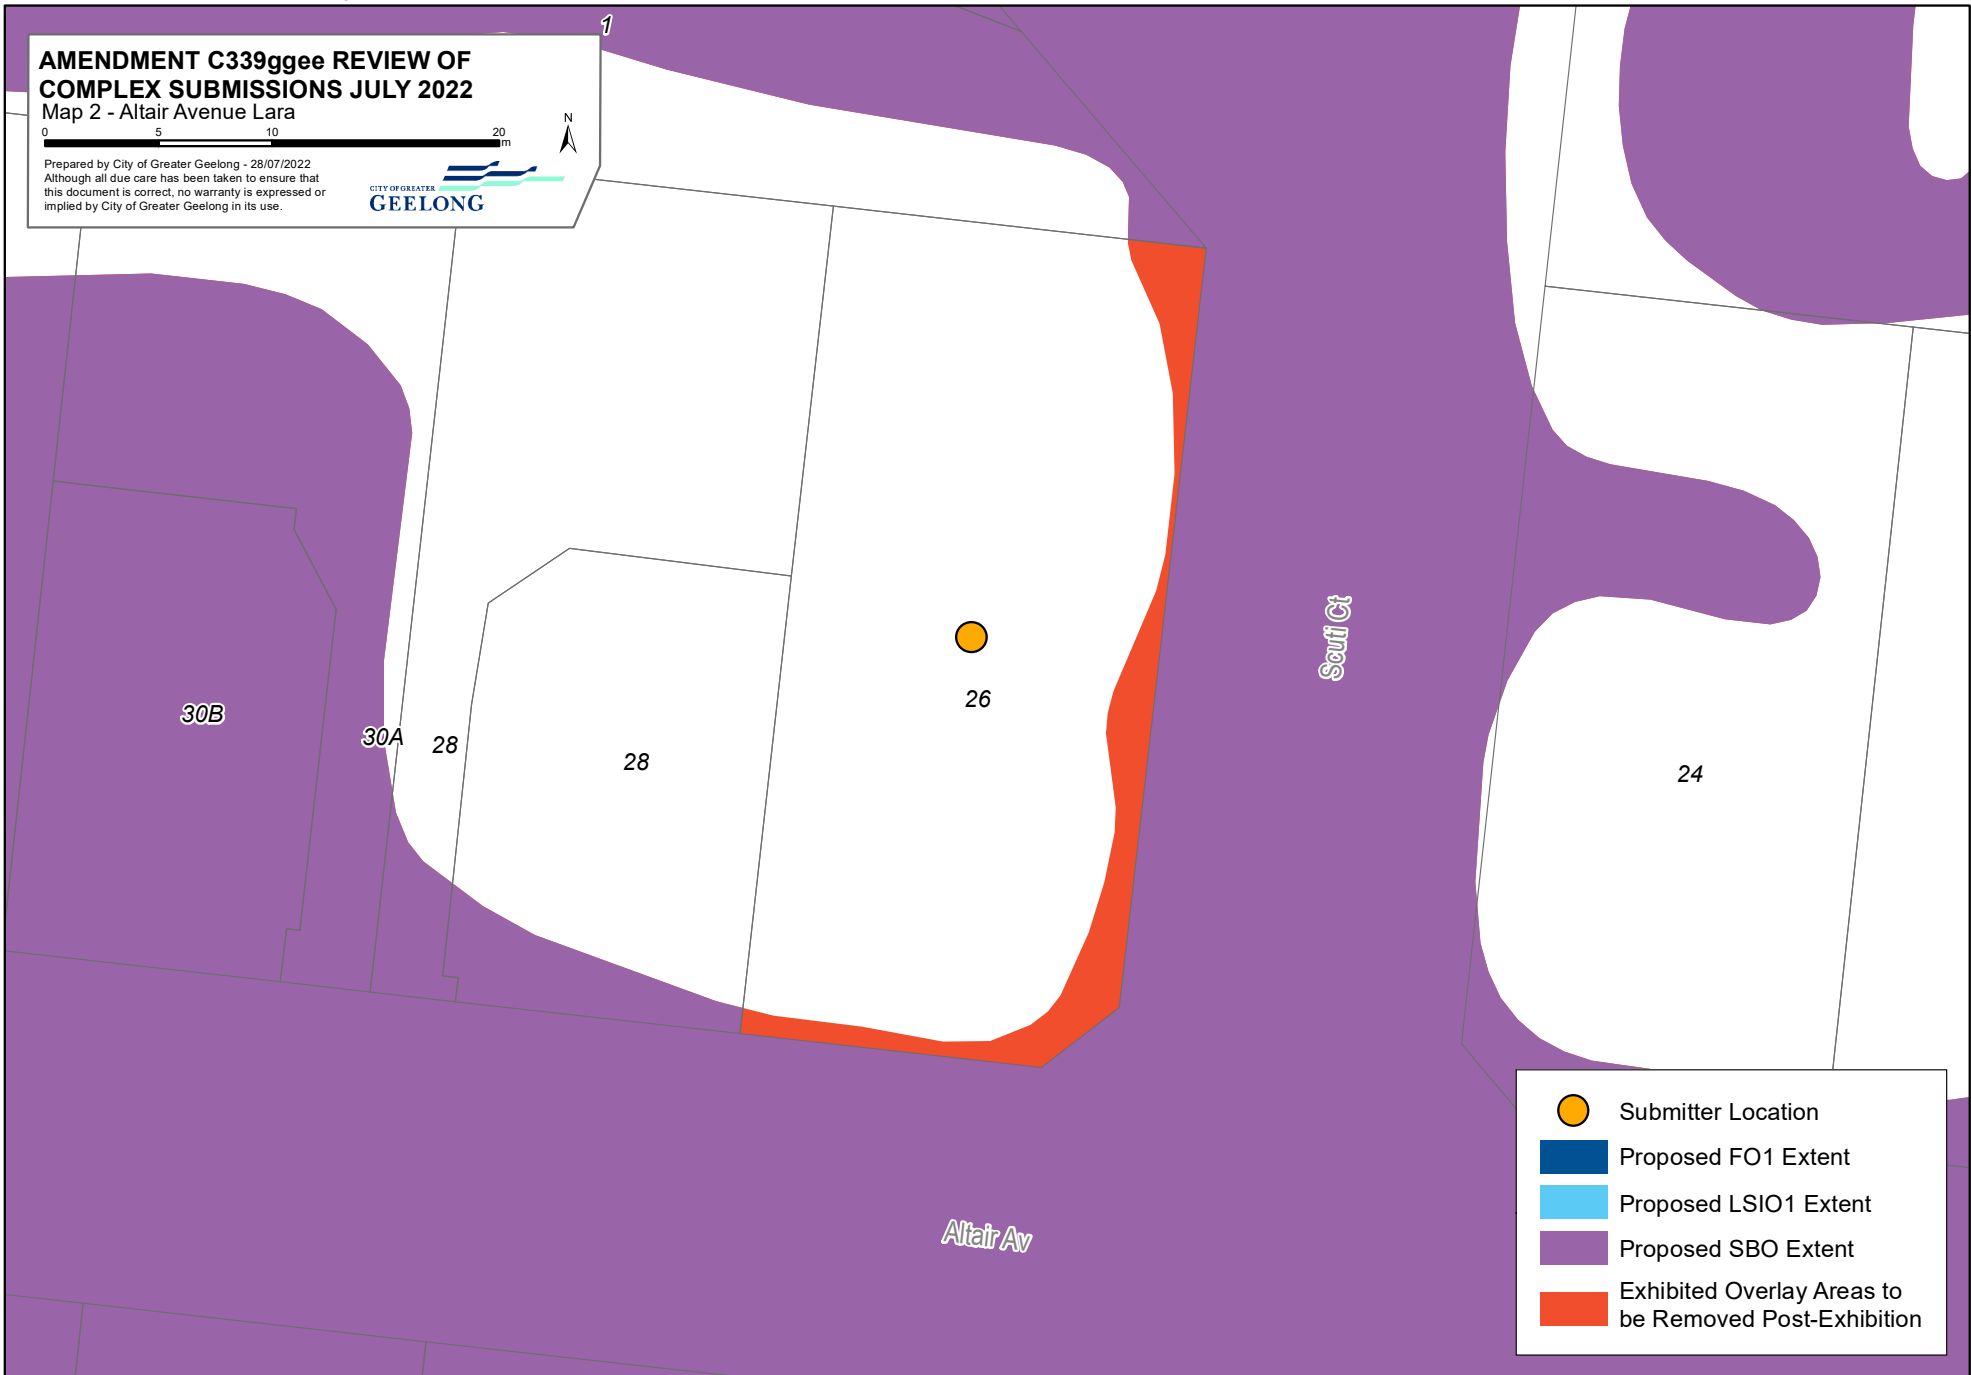 1
AMENDMENT C339ggee REVIEW OF
COMPLEX SUBMISSIONS JULY 2022
Map 2 - Altair Avenue Lara
0 5 10 20
m
N
Prepared by City of Greater Geelong - 28/07/2022
Although all due care has been taken to ensure that
this document is correct, no warranty is expressed or
implied by City of Greater Geelong in its use.
CITY OF GREATER
GEELONG
Scuti Ct
26
30B
30A
28
28
24
Altair Av
Submitter Location
Proposed FO1 Extent
Proposed LSIO1 Extent
Proposed SBO Extent
Exhibited Overlay Areas to
be Removed Post-Exhibition